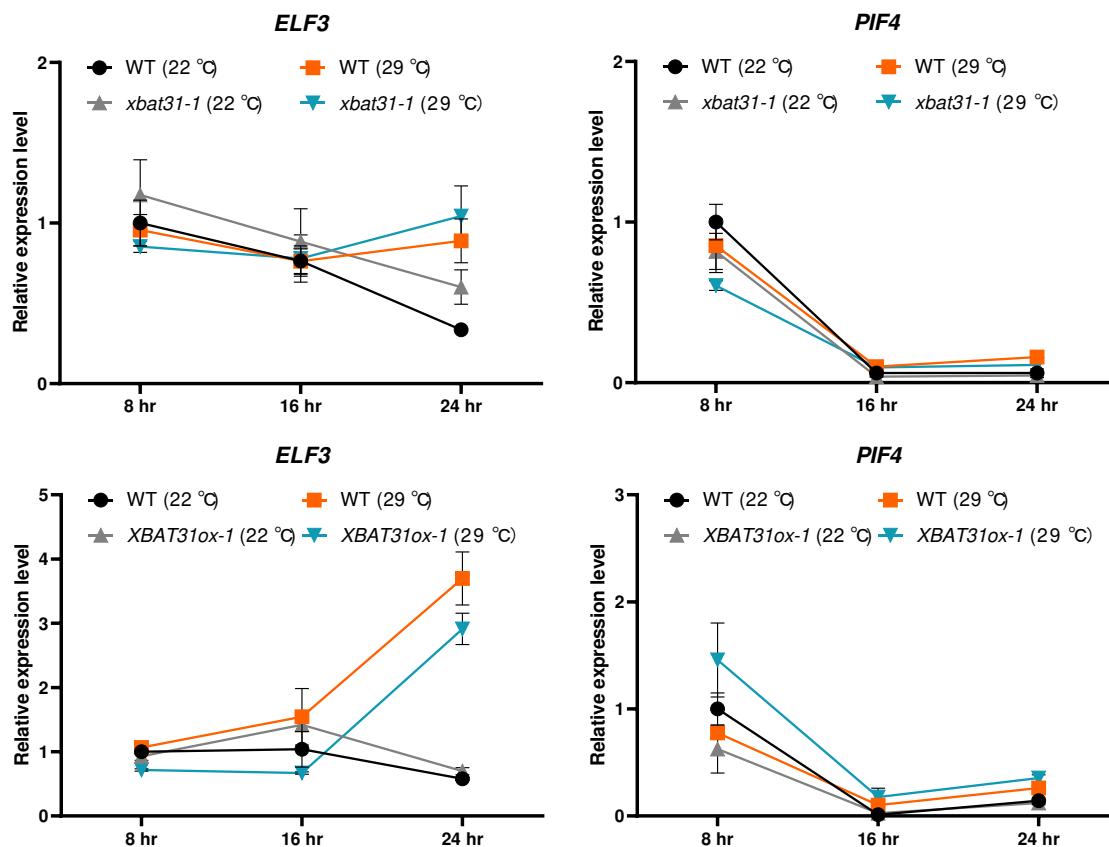 ELF3
WT (22 ℃)
WT (29 ℃)
xbat31-1 (22 ℃)
xbat31-1 (29 ℃)
Relative expression level
2
1
0
8 hr
16 hr
24 hr
PIF4
WT (22 ℃)
WT (29 ℃)
xbat31-1 (22 ℃)
xbat31-1 (29 ℃)
Relative expression level
2
1
0
8 hr
16 hr
24 hr
ELF3
WT (22 ℃)
WT (29 ℃)
XBAT31ox-1 (22 ℃)
XBAT31ox-1 (29 ℃)
Relative expression level
5
4
3
2
1
0
8 hr
16 hr
24 hr
PIF4
WT (22 ℃)
WT (29 ℃)
XBAT31ox-1 (22 ℃)
XBAT31ox-1 (29 ℃)
Relative expression level
3
2
1
0
8 hr
16 hr
24 hr